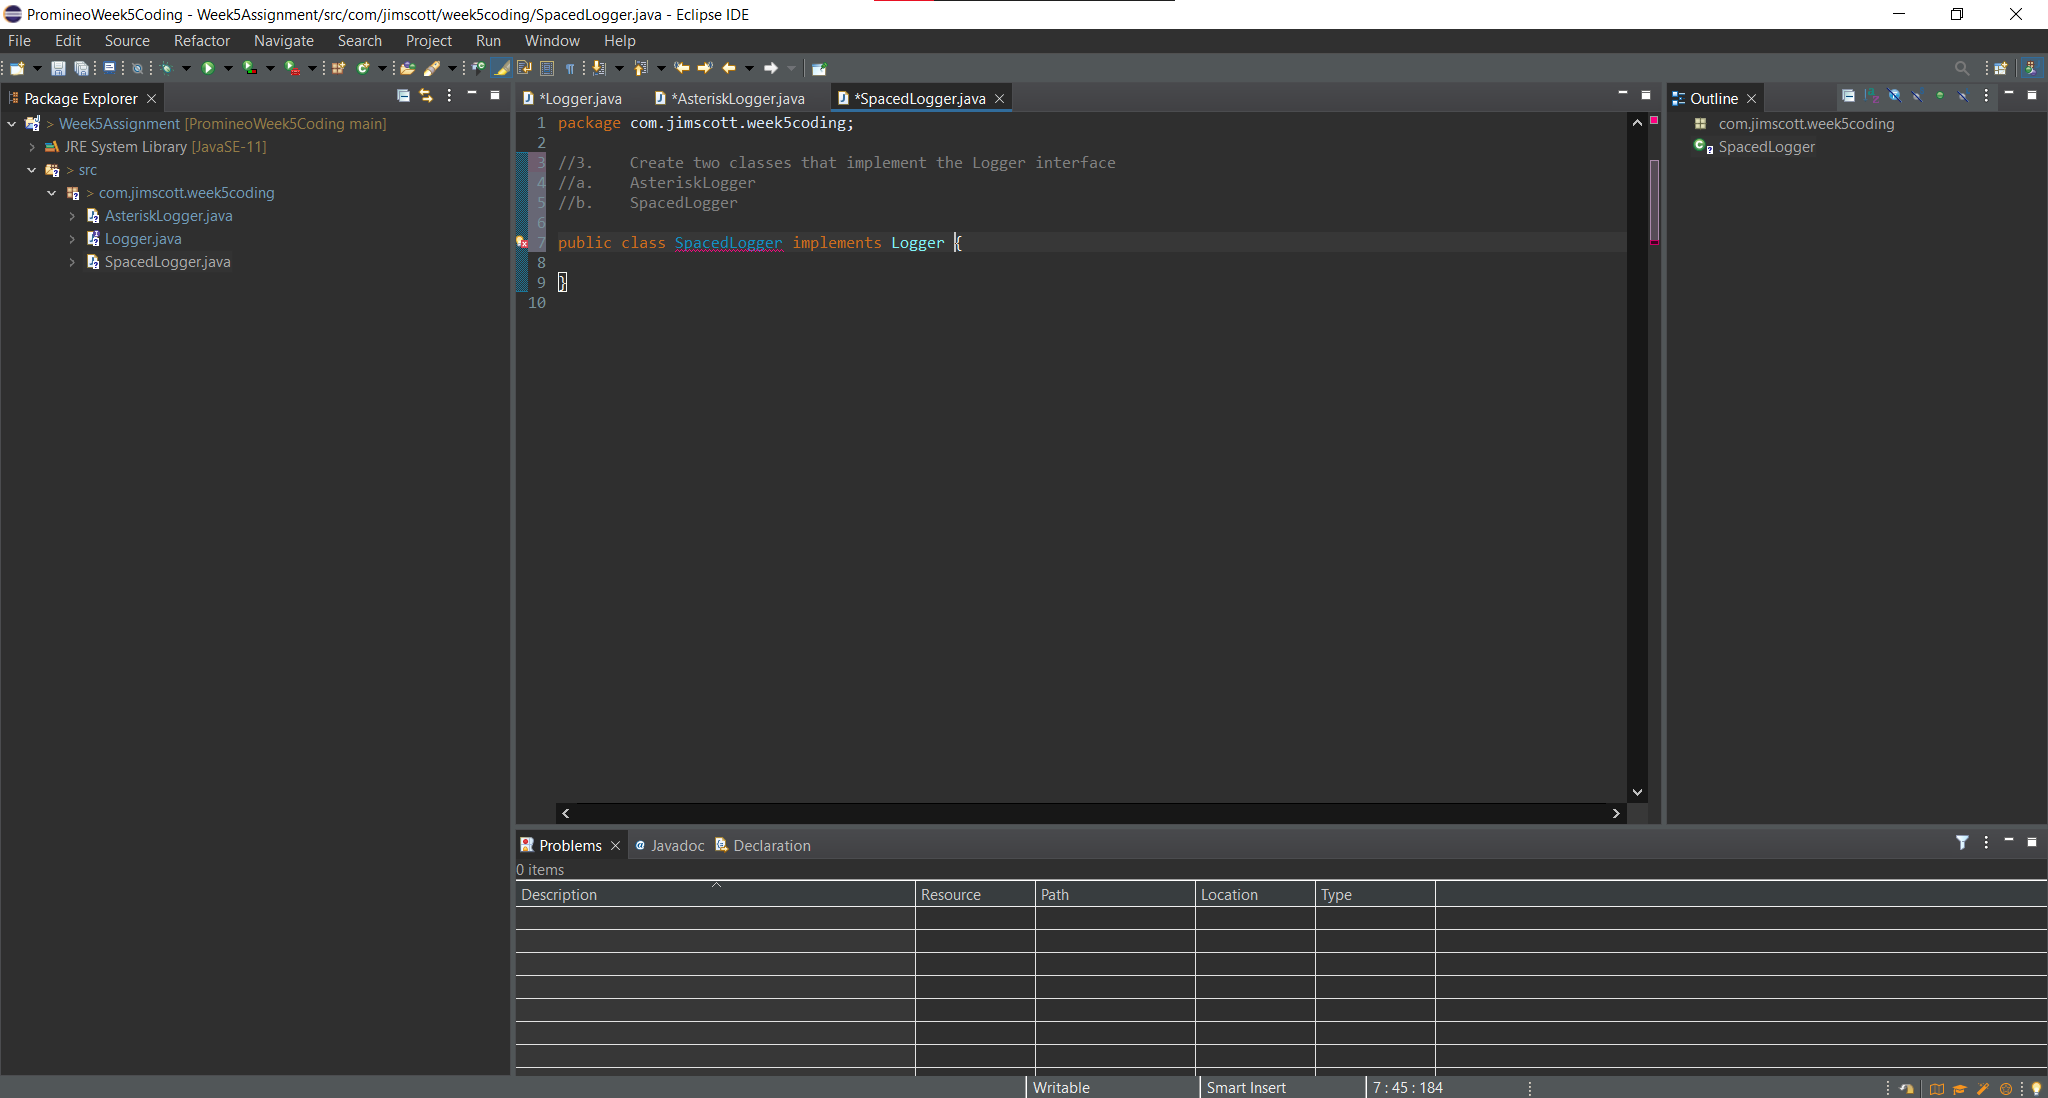 PromineoWeek5Coding - Week5Assignment/src/com/jimscott/week5coding/SpacedLogger.java - Eclipse IDE
File Edit Source Refactor Navigate Search Project Run Window Help
Package Explorer
> Week5Assignment [PromineoWeek5Coding main]
JRE System Library [JavaSE-11]
> src
> com.jimscott.week5coding
AsteriskLogger.java
Logger.java
SpacedLogger.java
*Logger.java *AsteriskLogger.java *SpacedLogger.java
1 package com.jimscott.week5coding;
2
3 //3. Create two classes that implement the Logger interface
4 //a. AsteriskLogger
5 //b. SpacedLogger
6
7 public class SpacedLogger implements Logger {
8
9 }
10
Outline
com.jimscott.week5coding
SpacedLogger
Problems Javadoc Declaration
0 items
Description Resource Path Location Type
Writable Smart Insert 7 : 45 : 184